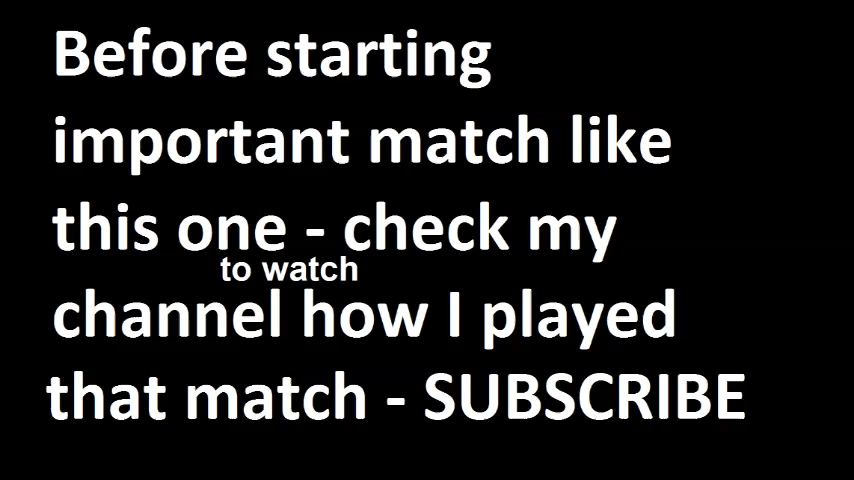 Before starting
important match like
this one - check my
to watch
channel how I played
that match - SUBSCRIBE